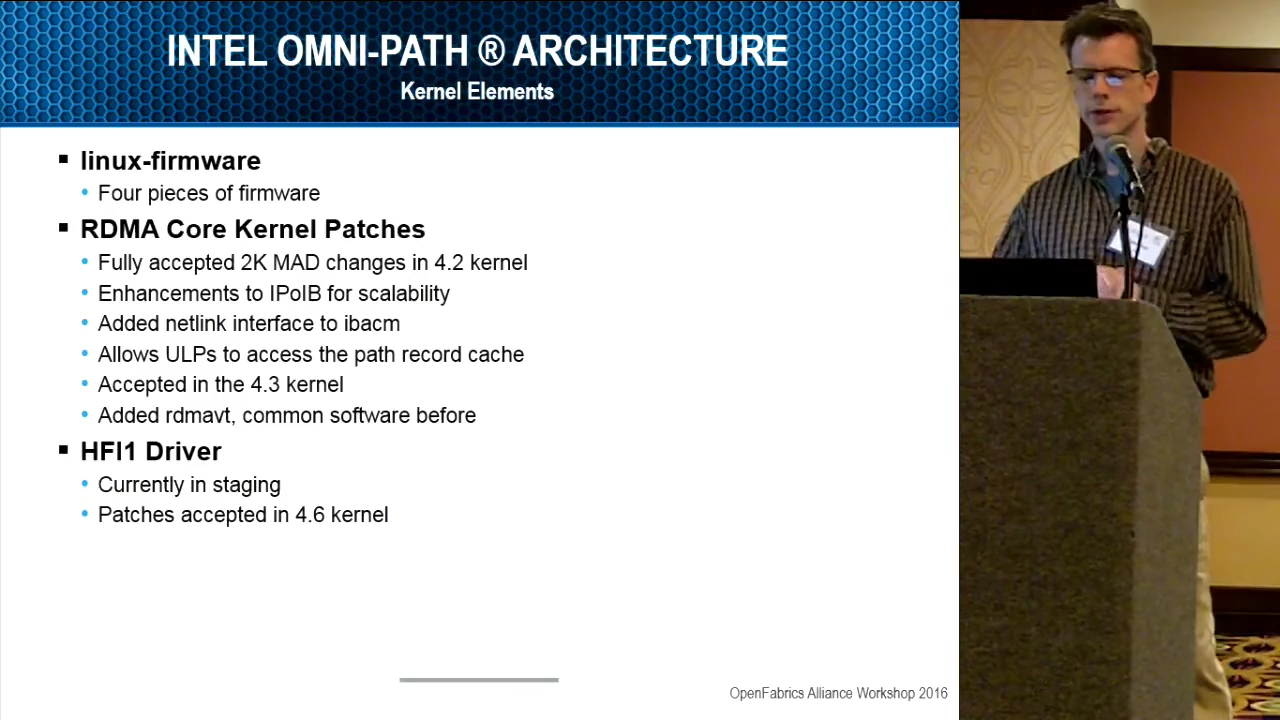 INTEL OMNI-PATH ® ARCHITECTURE
Kernel Elements
linux-firmware
Four pieces of firmware
RDMA Core Kernel Patches
Fully accepted 2K MAD changes in 4.2 kernel
Enhancements to IPoIB for scalability
Added netlink interface to ibacm
Allows ULPs to access the path record cache
Accepted in the 4.3 kernel
Added rdmavt, common software before
HFI1 Driver
Currently in staging
Patches accepted in 4.6 kernel
OpenFabrics Alliance Workshop 2016